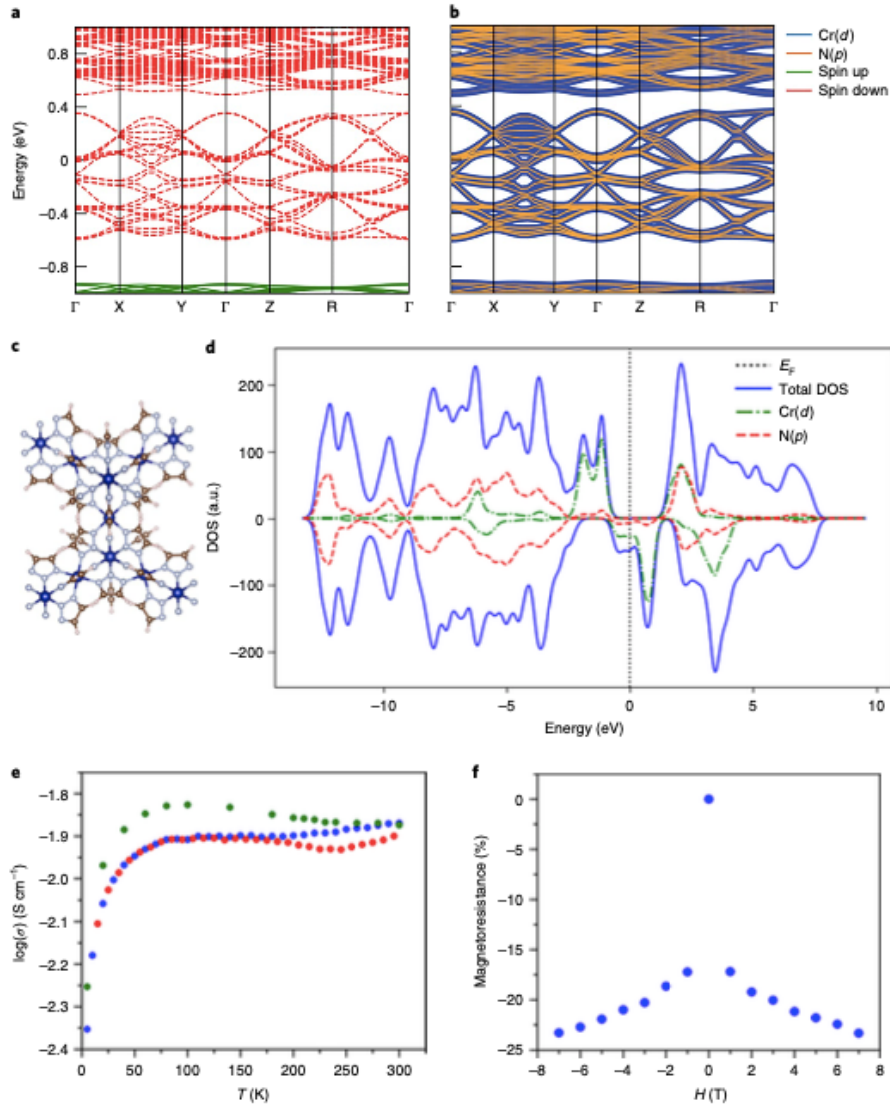 a
0.8
0.4
0
−0.4
−0.8
Energy (eV)
Γ X Y Γ Z R Γ
b
Γ X Y Γ Z R Γ
Cr(d)
N(p)
Spin up
Spin down
c
d
200
100
0
−100
−200
DOS (a.u.)
−10 −5 0 5 10
Energy (eV)
E_F
Total DOS
Cr(d)
N(p)
e
−1.8
−1.9
−2.0
−2.1
−2.2
−2.3
−2.4
log(σ) (S cm⁻¹)
0 50 100 150 200 250 300
T (K)
f
0
−5
−10
−15
−20
−25
Magnetoresistance (%)
−8 −6 −4 −2 0 2 4 6 8
H (T)